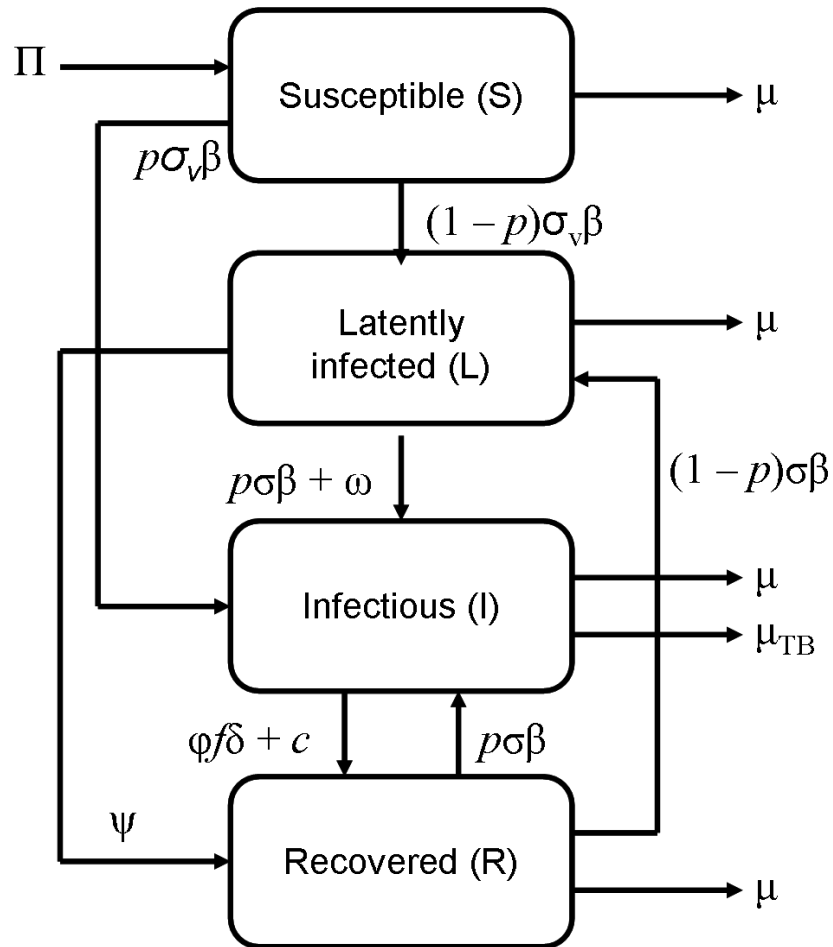 Π
Susceptible (S)
μ
pσᵥβ
(1 – p)σᵥβ
Latently
infected (L)
μ
pσβ + ω
(1 – p)σβ
Infectious (I)
μ
μTB
φfδ + c
pσβ
ψ
Recovered (R)
μ